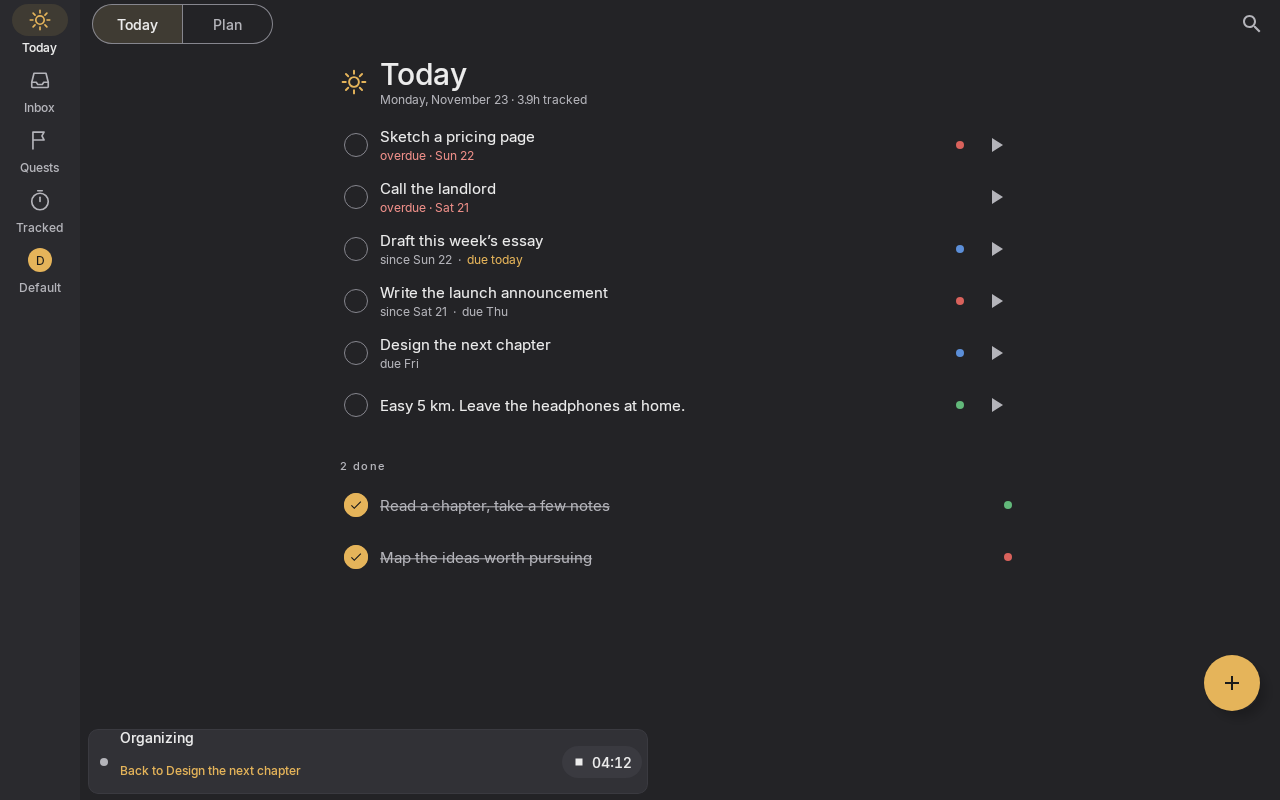 Today
Inbox
Quests
Tracked
D
Default
Today
Plan
Today
Monday, November 23 · 3.9h tracked
Sketch a pricing page
overdue · Sun 22
Call the landlord
overdue · Sat 21
Draft this week’s essay
since Sun 22 · due today
Write the launch announcement
since Sat 21 · due Thu
Design the next chapter
due Fri
Easy 5 km. Leave the headphones at home.
2 done
Read a chapter, take a few notes
Map the ideas worth pursuing
Organizing
Back to Design the next chapter
04:12